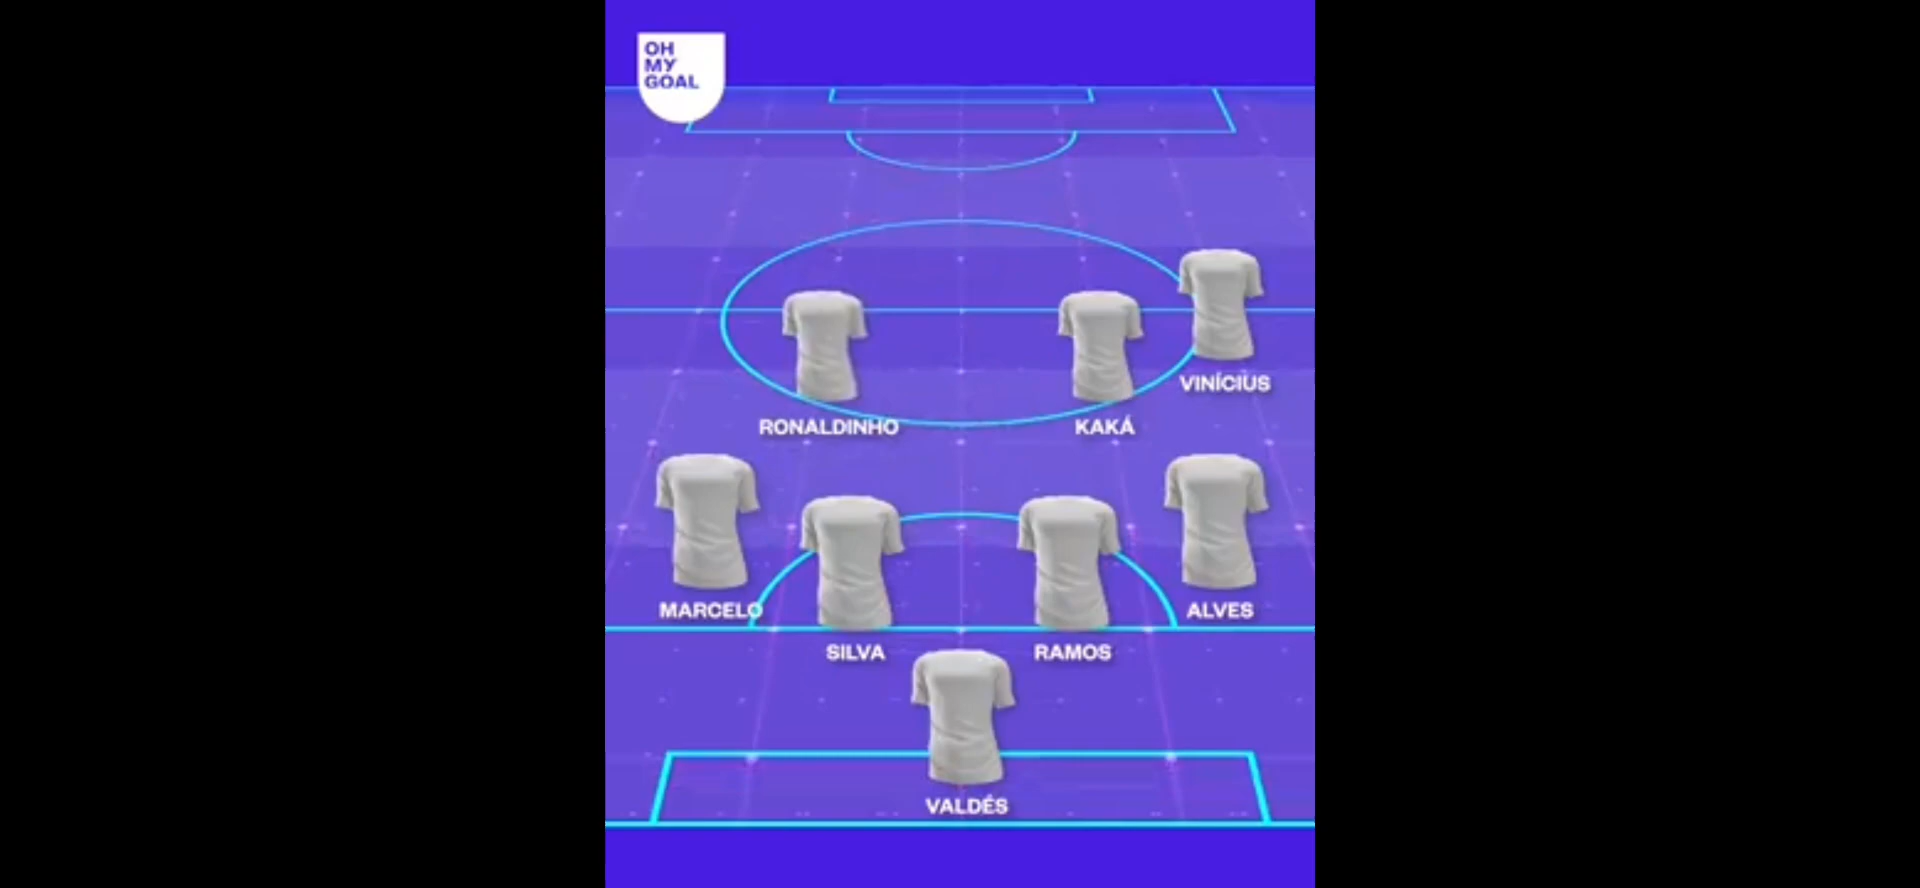 OH
MY
GOAL
VINÍCIUS
RONALDINHO
KAKÁ
MARCELO
ALVES
SILVA
RAMOS
VALDÉS